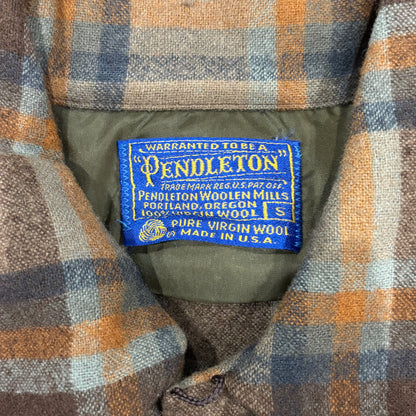 WARRANTED TO BE A
"PENDLETON"
TRADE MARK REG. U.S. PAT. OFF.
PENDLETON WOOLEN MILLS
PORTLAND, OREGON
100% VIRGIN WOOL S
PURE VIRGIN WOOL
MADE IN U.S.A.